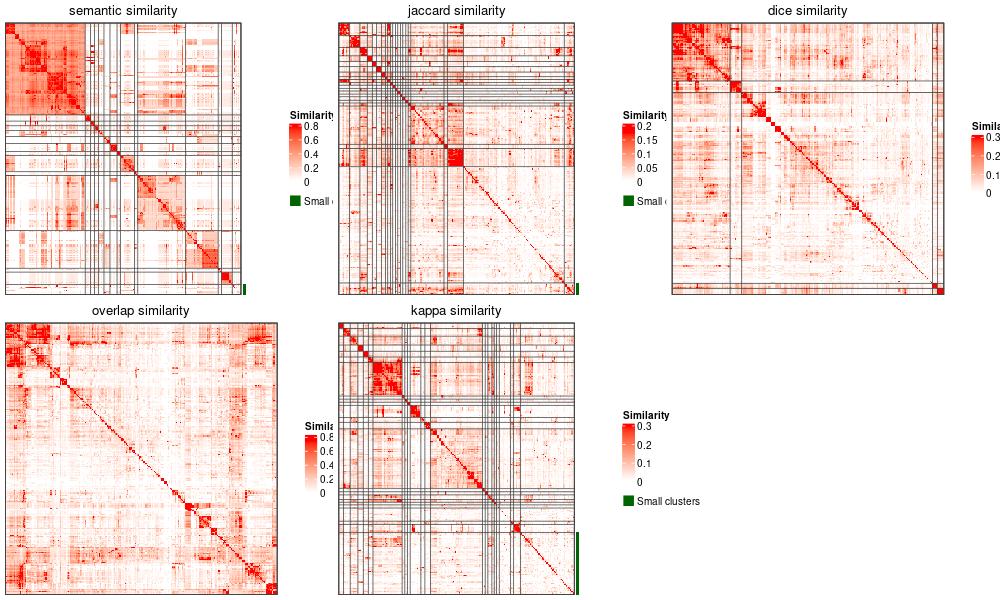 semantic similarity
jaccard similarity
dice similarity
Similarity
0.8
0.6
0.4
0.2
0
Small
Similarity
0.2
0.15
0.1
0.05
0
Small
Simila
0.3
0.2
0.1
0
overlap similarity
kappa similarity
Simila
0.8
0.6
0.4
0.2
0
Similarity
0.3
0.2
0.1
0
Small clusters